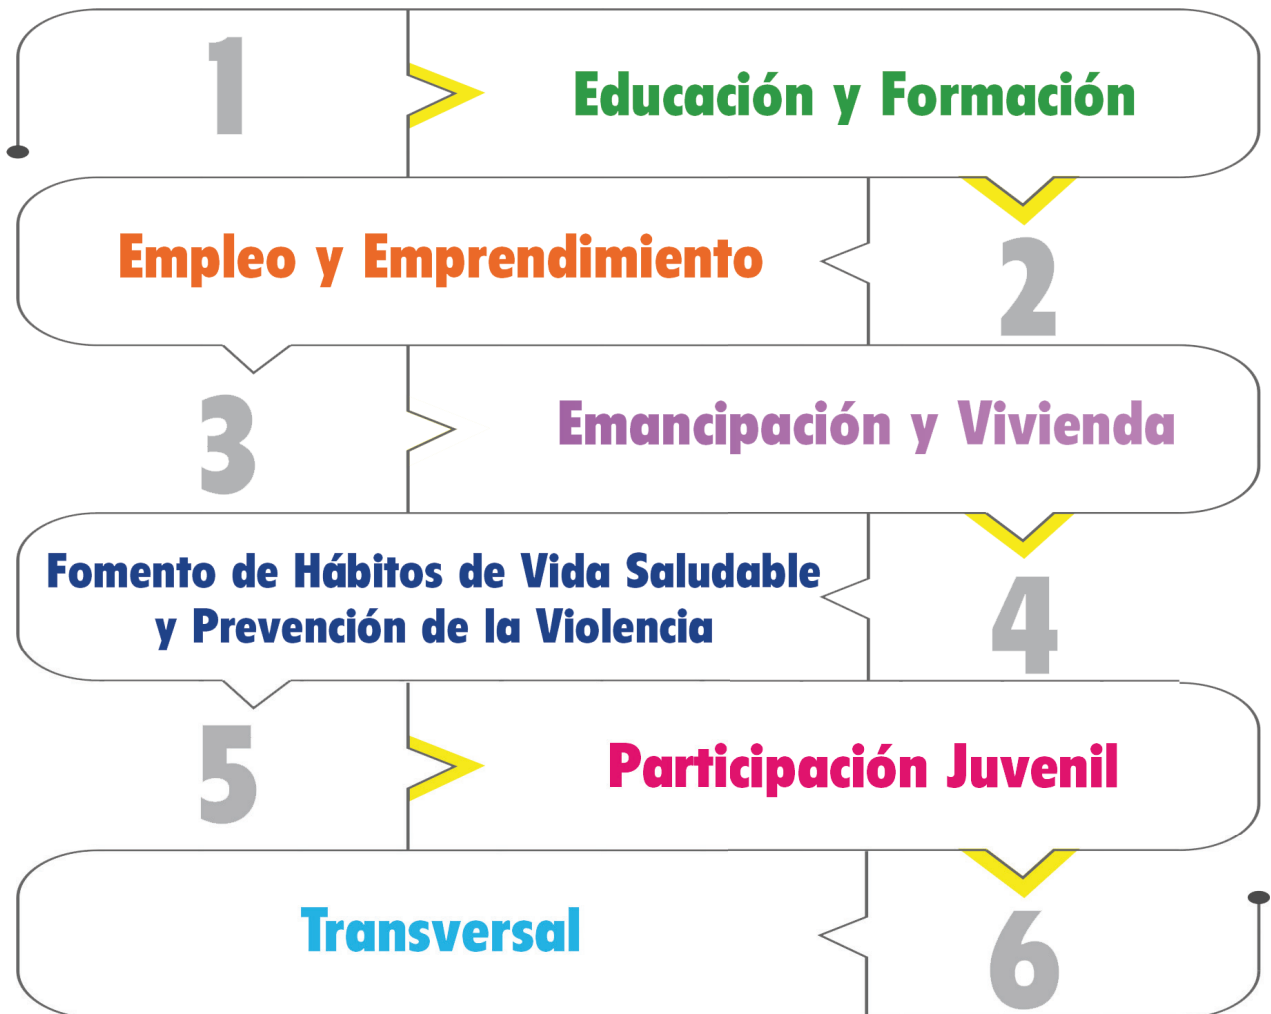 1
Educación y Formación
Empleo y Emprendimiento
2
3
Emancipación y Vivienda
Fomento de Hábitos de Vida Saludable
y Prevención de la Violencia
4
5
Participación Juvenil
Transversal
6